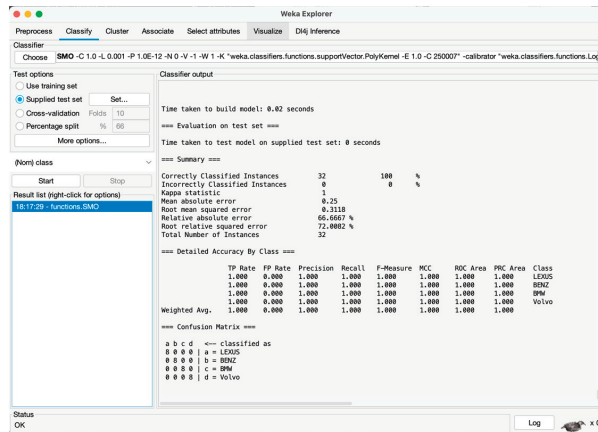 Weka Explorer
Preprocess Classify Cluster Associate Select attributes Visualize Dl4j Inference
Classifier
Choose SMO -C 1.0 -L 0.001 -P 1.0E-12 -N 0 -V -1 -W 1 -K "weka.classifiers.functions.supportVector.PolyKernel -E 1.0 -C 250007" -calibrator "weka.classifiers.functions.Log
Test options
Use training set
Supplied test set Set...
Cross-validation Folds 10
Percentage split % 66
More options...
(Nom) class
Start Stop
Result list (right-click for options)
18:17:29 - functions.SMO
Classifier output
Time taken to build model: 0.02 seconds
=== Evaluation on test set ===
Time taken to test model on supplied test set: 0 seconds
=== Summary ===
Correctly Classified Instances 32 100 %
Incorrectly Classified Instances 0 0 %
Kappa statistic 1
Mean absolute error 0.25
Root mean squared error 0.3118
Relative absolute error 66.6667 %
Root relative squared error 72.0082 %
Total Number of Instances 32
=== Detailed Accuracy By Class ===
TP Rate FP Rate Precision Recall F-Measure MCC ROC Area PRC Area Class
1.000 0.000 1.000 1.000 1.000 1.000 1.000 1.000 LEXUS
1.000 0.000 1.000 1.000 1.000 1.000 1.000 1.000 BENZ
1.000 0.000 1.000 1.000 1.000 1.000 1.000 1.000 BMW
1.000 0.000 1.000 1.000 1.000 1.000 1.000 1.000 Volvo
Weighted Avg. 1.000 0.000 1.000 1.000 1.000 1.000 1.000 1.000
=== Confusion Matrix ===
a b c d <-- classified as
8 0 0 0 | a = LEXUS
0 8 0 0 | b = BENZ
0 0 8 0 | c = BMW
0 0 0 8 | d = Volvo
Status
OK
Log x 0